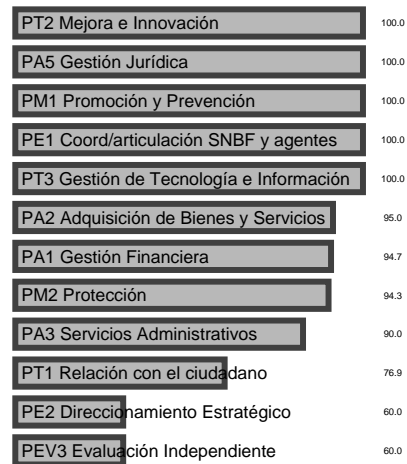 PT2 Mejora e Innovación 100.0
PA5 Gestión Jurídica 100.0
PM1 Promoción y Prevención 100.0
PE1 Coord/articulación SNBF y agentes 100.0
PT3 Gestión de Tecnología e Información 100.0
PA2 Adquisición de Bienes y Servicios 95.0
PA1 Gestión Financiera 94.7
PM2 Protección 94.3
PA3 Servicios Administrativos 90.0
PT1 Relación con el ciudadano 76.9
PE2 Direccionamiento Estratégico 60.0
PEV3 Evaluación Independiente 60.0